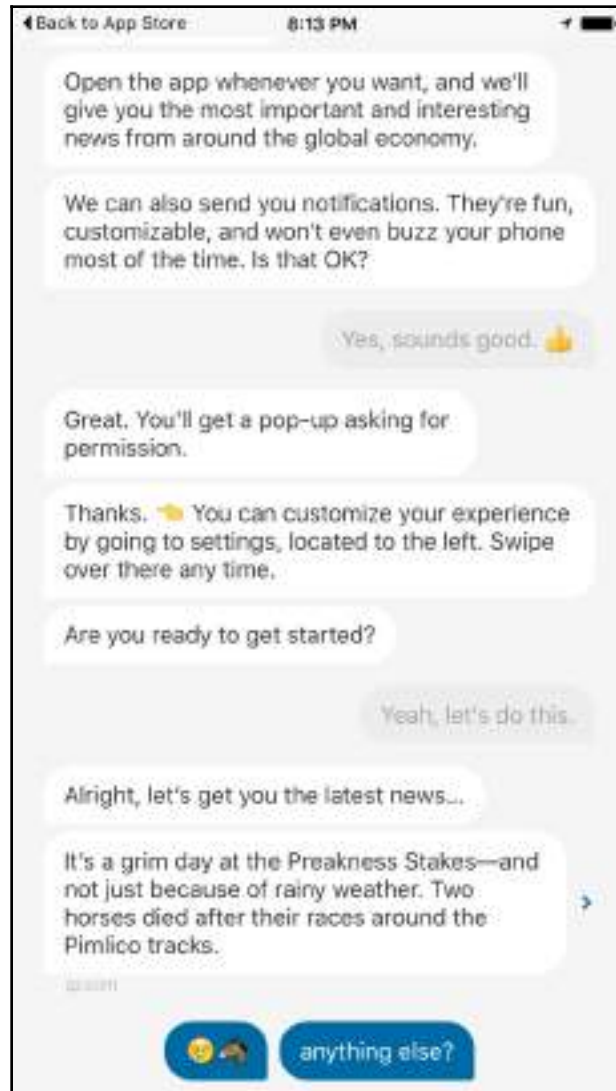 Back to App Store 8:13 PM
Open the app whenever you want, and we'll
give you the most important and interesting
news from around the global economy.
We can also send you notifications. They're fun,
customizable, and won't even buzz your phone
most of the time. Is that OK?
Yes, sounds good. 👍
Great. You'll get a pop-up asking for
permission.
Thanks. 👈 You can customize your experience
by going to settings, located to the left. Swipe
over there any time.
Are you ready to get started?
Yeah, let's do this.
Alright, let's get you the latest news...
It's a grim day at the Preakness Stakes—and
not just because of rainy weather. Two
horses died after their races around the
Pimlico tracks.
anything else?